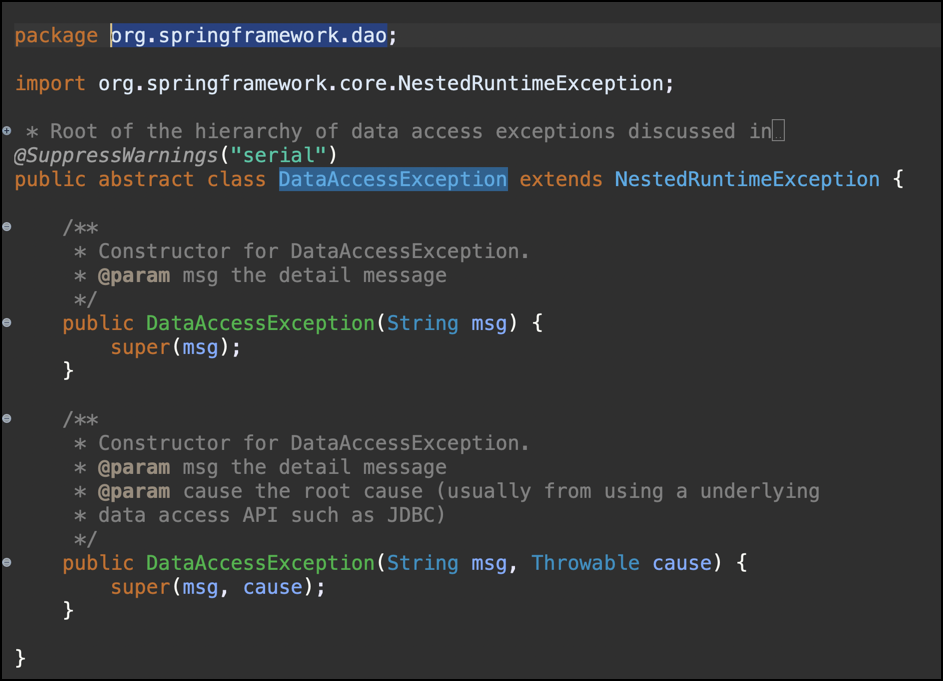 package org.springframework.dao;
import org.springframework.core.NestedRuntimeException;
* Root of the hierarchy of data access exceptions discussed in..
@SuppressWarnings("serial")
public abstract class DataAccessException extends NestedRuntimeException {
/**
* Constructor for DataAccessException.
* @param msg the detail message
*/
public DataAccessException(String msg) {
super(msg);
}
/**
* Constructor for DataAccessException.
* @param msg the detail message
* @param cause the root cause (usually from using a underlying
* data access API such as JDBC)
*/
public DataAccessException(String msg, Throwable cause) {
super(msg, cause);
}
}